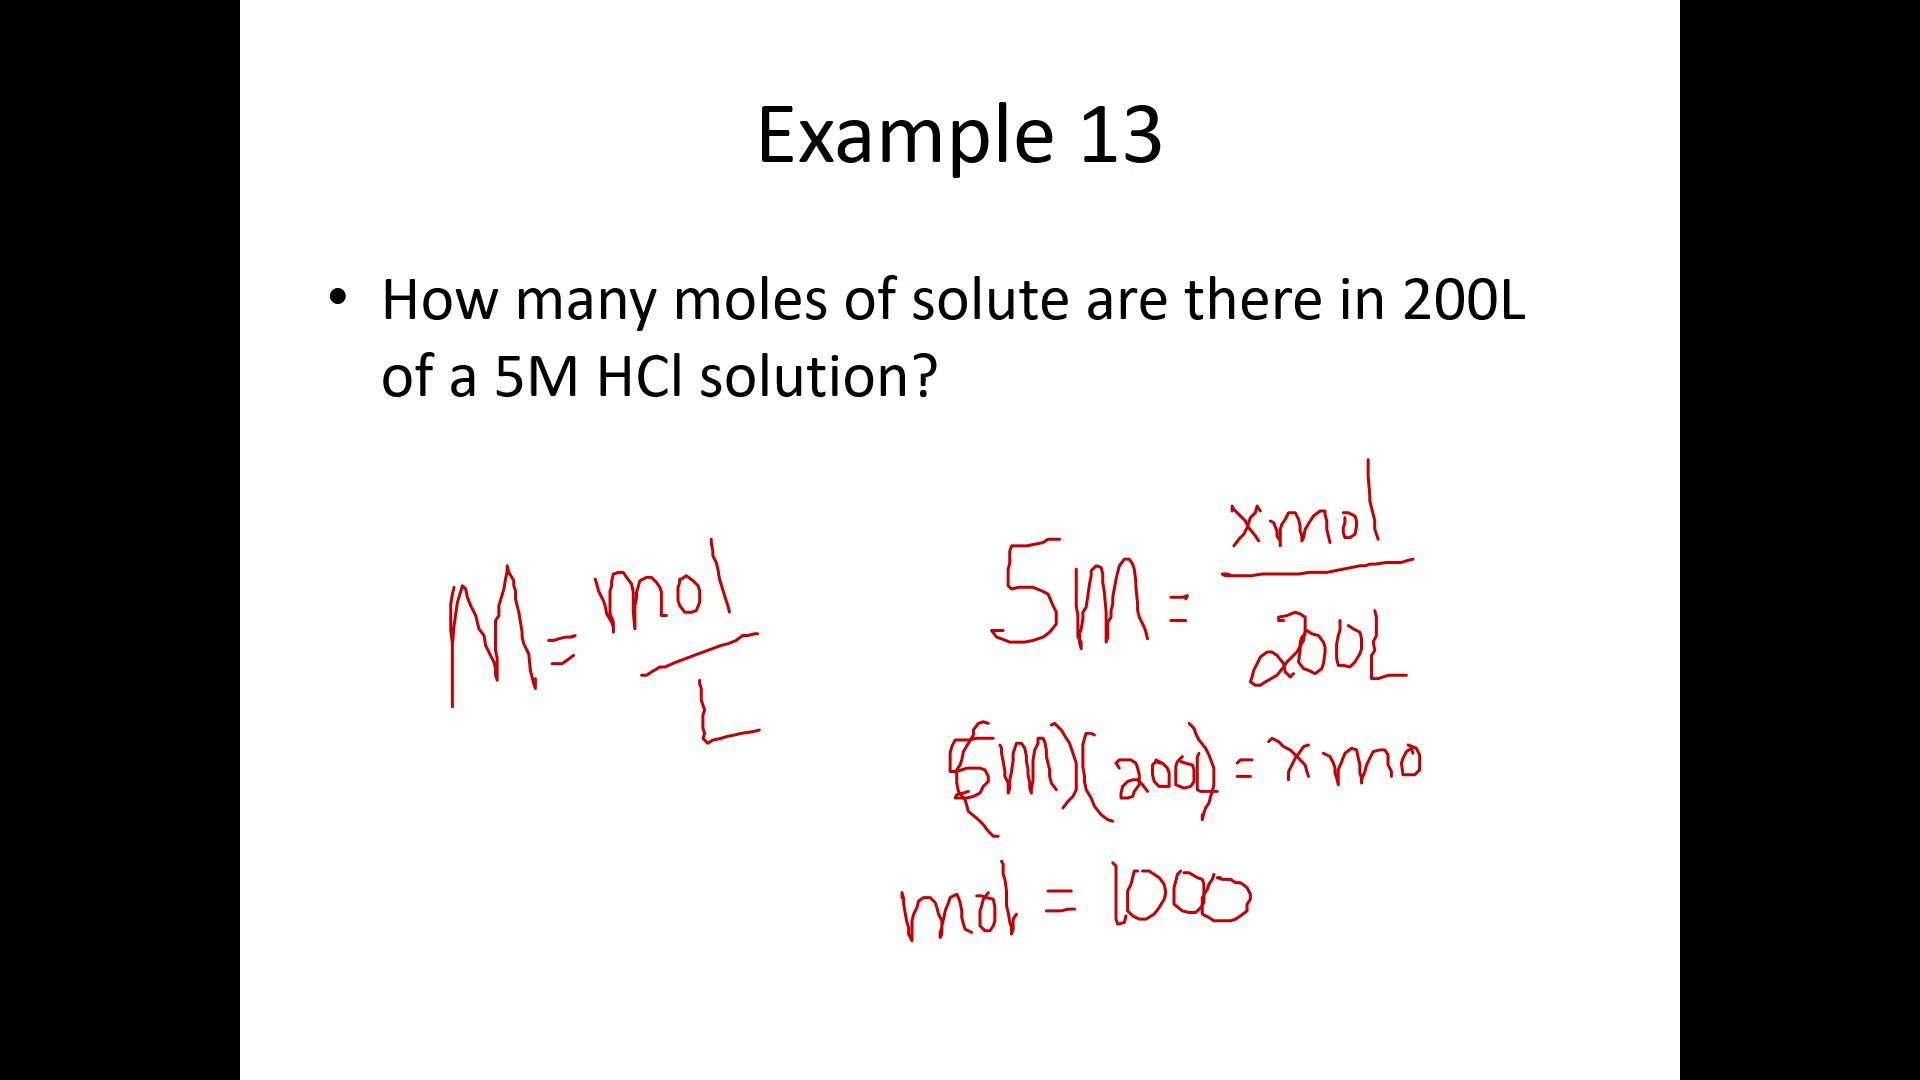 Example 13
• How many moles of solute are there in 200L
of a 5M HCl solution?
M = mol / L
5M = xmol / 200L
(5M)(200L) = xmo
mol = 1000